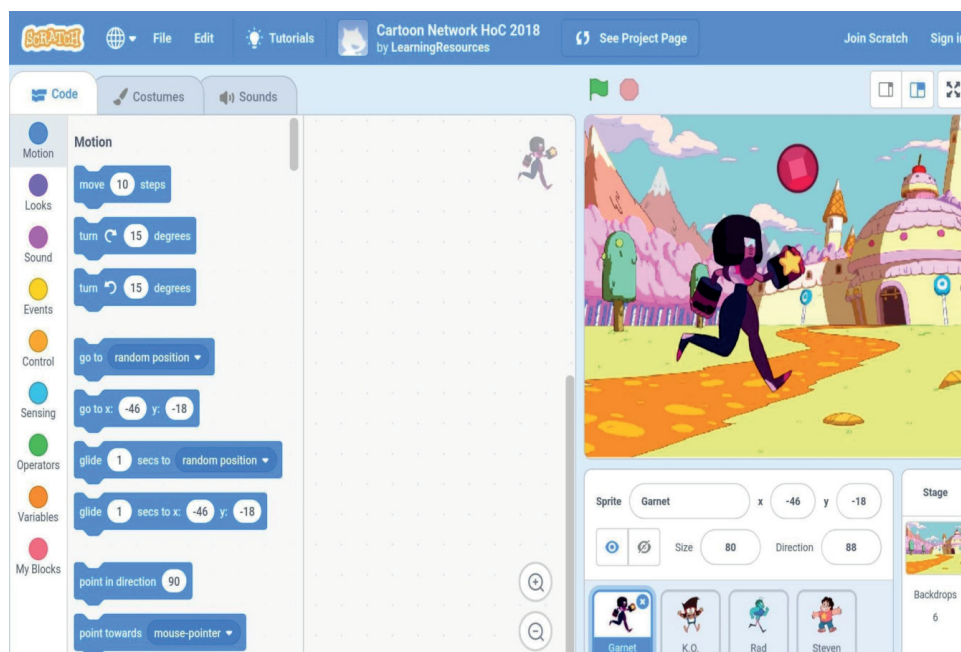 SCRATCH File Edit Tutorials Cartoon Network HoC 2018 See Project Page Join Scratch Sign
by LearningResources
Code Costumes Sounds
Motion
Looks
Sound
Events
Control
Sensing
Operators
Variables
My Blocks
Motion
move 10 steps
turn 15 degrees
turn 15 degrees
go to random position
go to x: -46 y: -18
glide 1 secs to random position
glide 1 secs to x: -46 y: -18
point in direction 90
point towards mouse-pointer
Sprite Garnet x -46 y -18
Size 80 Direction 88
Garnet K.O. Rad Steven
Stage
Backdrops
6